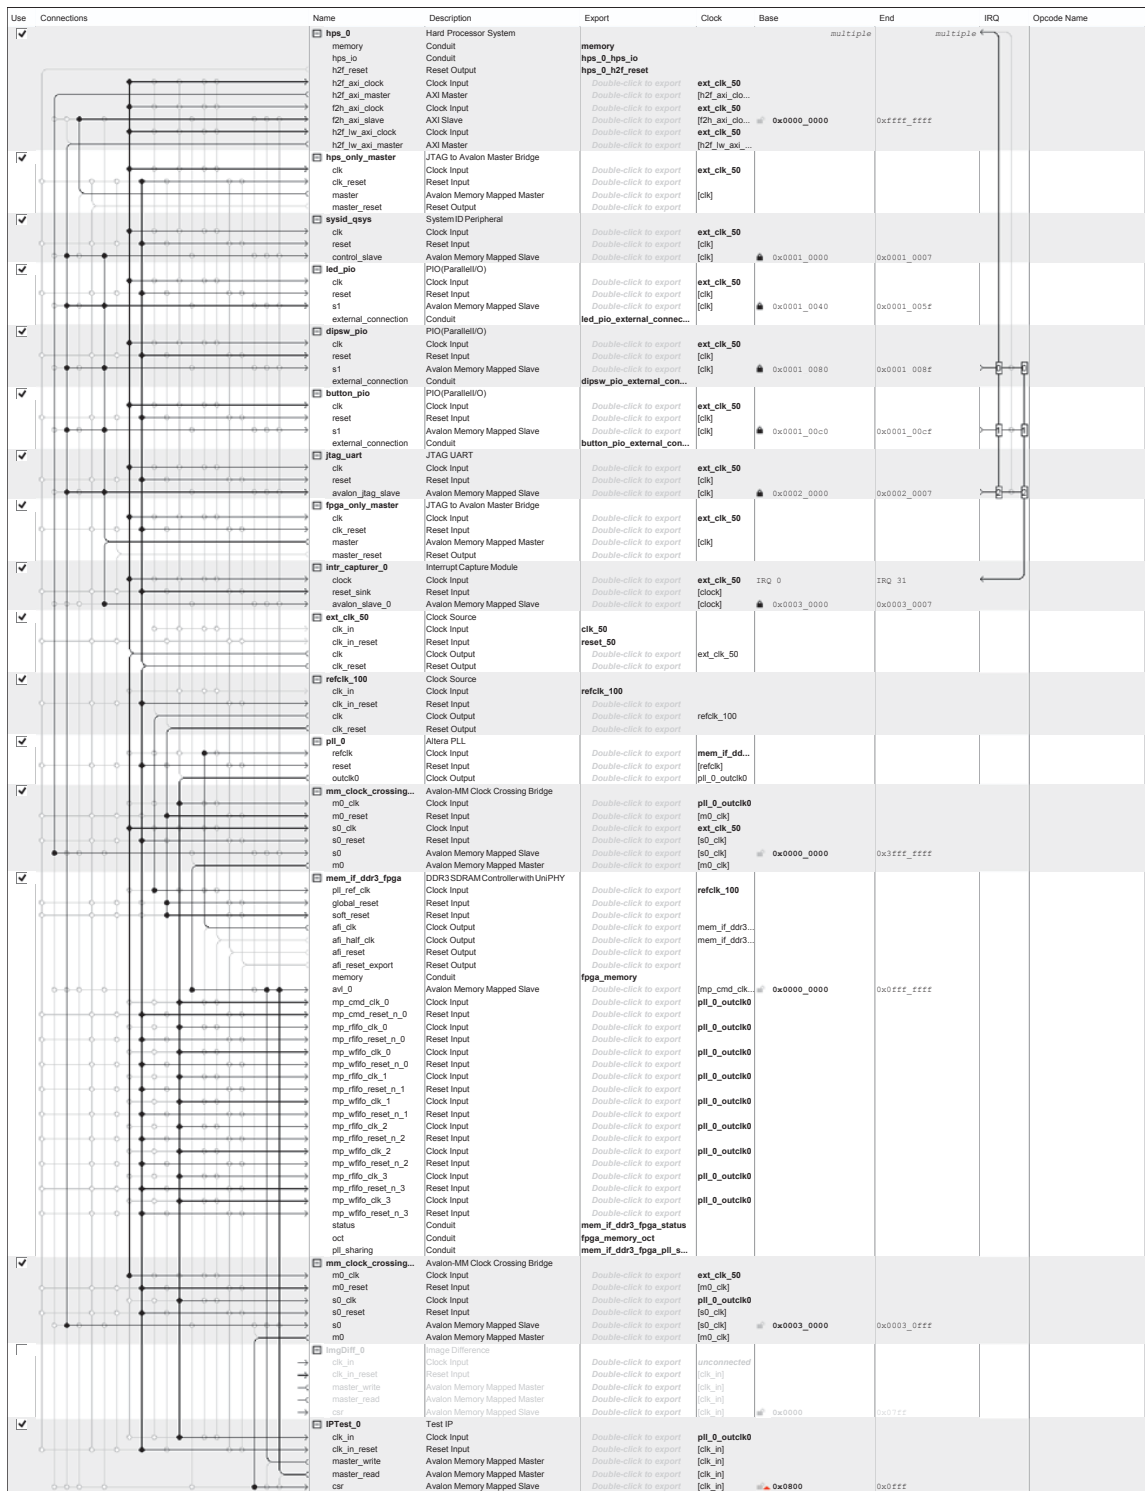 Use Connections Name Description Export Clock Base End IRQ Opcode Name
hps_0 Hard Processor System multiple multiple
memory Conduit memory
hps_io Conduit hps_0_hps_io
h2f_reset Reset Output hps_0_h2f_reset
h2f_axi_clock Clock Input Double-click to export ext_clk_50
h2f_axi_master AXI Master Double-click to export [h2f_axi_clo...
f2h_axi_clock Clock Input Double-click to export ext_clk_50
f2h_axi_slave AXI Slave Double-click to export [f2h_axi_clo... 0x0000_0000 0xffff_ffff
h2f_lw_axi_clock Clock Input Double-click to export ext_clk_50
h2f_lw_axi_master AXI Master Double-click to export [h2f_lw_axi_...
hps_only_master JTAG to Avalon Master Bridge
clk Clock Input Double-click to export ext_clk_50
clk_reset Reset Input Double-click to export
master Avalon Memory Mapped Master Double-click to export [clk]
master_reset Reset Output Double-click to export
sysid_qsys System ID Peripheral
clk Clock Input Double-click to export ext_clk_50
reset Reset Input Double-click to export [clk]
control_slave Avalon Memory Mapped Slave Double-click to export [clk] 0x0001_0000 0x0001_0007
led_pio PIO(ParallelI/O)
clk Clock Input Double-click to export ext_clk_50
reset Reset Input Double-click to export [clk]
s1 Avalon Memory Mapped Slave Double-click to export [clk] 0x0001_0040 0x0001_005f
external_connection Conduit led_pio_external_connec...
dipsw_pio PIO(ParallelI/O)
clk Clock Input Double-click to export ext_clk_50
reset Reset Input Double-click to export [clk]
s1 Avalon Memory Mapped Slave Double-click to export [clk] 0x0001_0080 0x0001_008f
external_connection Conduit dipsw_pio_external_con...
button_pio PIO(ParallelI/O)
clk Clock Input Double-click to export ext_clk_50
reset Reset Input Double-click to export [clk]
s1 Avalon Memory Mapped Slave Double-click to export [clk] 0x0001_00c0 0x0001_00cf
external_connection Conduit button_pio_external_con...
jtag_uart JTAG UART
clk Clock Input Double-click to export ext_clk_50
reset Reset Input Double-click to export [clk]
avalon_jtag_slave Avalon Memory Mapped Slave Double-click to export [clk] 0x0002_0000 0x0002_0007
fpga_only_master JTAG to Avalon Master Bridge
clk Clock Input Double-click to export ext_clk_50
clk_reset Reset Input Double-click to export
master Avalon Memory Mapped Master Double-click to export [clk]
master_reset Reset Output Double-click to export
intr_capturer_0 Interrupt Capture Module
clock Clock Input Double-click to export ext_clk_50 IRQ 0 IRQ 31
reset_sink Reset Input Double-click to export [clock]
avalon_slave_0 Avalon Memory Mapped Slave Double-click to export [clock] 0x0003_0000 0x0003_0007
ext_clk_50 Clock Source
clk_in Clock Input clk_50
clk_in_reset Reset Input reset_50
clk Clock Output Double-click to export ext_clk_50
clk_reset Reset Output Double-click to export
refclk_100 Clock Source
clk_in Clock Input refclk_100
clk_in_reset Reset Input Double-click to export
clk Clock Output Double-click to export refclk_100
clk_reset Reset Output Double-click to export
pll_0 Altera PLL
refclk Clock Input Double-click to export mem_if_dd...
reset Reset Input Double-click to export [refclk]
outclk0 Clock Output Double-click to export pll_0_outclk0
mm_clock_crossing... Avalon-MM Clock Crossing Bridge
m0_clk Clock Input Double-click to export pll_0_outclk0
m0_reset Reset Input Double-click to export [m0_clk]
s0_clk Clock Input Double-click to export ext_clk_50
s0_reset Reset Input Double-click to export [s0_clk]
s0 Avalon Memory Mapped Slave Double-click to export [s0_clk] 0x0000_0000 0x3fff_ffff
m0 Avalon Memory Mapped Master Double-click to export [m0_clk]
mem_if_ddr3_fpga DDR3 SDRAM Controller with UniPHY
pll_ref_clk Clock Input Double-click to export refclk_100
global_reset Reset Input Double-click to export
soft_reset Reset Input Double-click to export
afi_clk Clock Output Double-click to export mem_if_ddr3...
afi_half_clk Clock Output Double-click to export mem_if_ddr3...
afi_reset Reset Output Double-click to export
afi_reset_export Reset Output Double-click to export
memory Conduit fpga_memory
avl_0 Avalon Memory Mapped Slave Double-click to export [mp_cmd_clk... 0x0000_0000 0x0fff_ffff
mp_cmd_clk_0 Clock Input Double-click to export pll_0_outclk0
mp_cmd_reset_n_0 Reset Input Double-click to export
mp_rfifo_clk_0 Clock Input Double-click to export pll_0_outclk0
mp_rfifo_reset_n_0 Reset Input Double-click to export
mp_wfifo_clk_0 Clock Input Double-click to export pll_0_outclk0
mp_wfifo_reset_n_0 Reset Input Double-click to export
mp_rfifo_clk_1 Clock Input Double-click to export pll_0_outclk0
mp_rfifo_reset_n_1 Reset Input Double-click to export
mp_wfifo_clk_1 Clock Input Double-click to export pll_0_outclk0
mp_wfifo_reset_n_1 Reset Input Double-click to export
mp_rfifo_clk_2 Clock Input Double-click to export pll_0_outclk0
mp_rfifo_reset_n_2 Reset Input Double-click to export
mp_wfifo_clk_2 Clock Input Double-click to export pll_0_outclk0
mp_wfifo_reset_n_2 Reset Input Double-click to export
mp_rfifo_clk_3 Clock Input Double-click to export pll_0_outclk0
mp_rfifo_reset_n_3 Reset Input Double-click to export
mp_wfifo_clk_3 Clock Input Double-click to export pll_0_outclk0
mp_wfifo_reset_n_3 Reset Input Double-click to export
status Conduit mem_if_ddr3_fpga_status
oct Conduit fpga_memory_oct
pll_sharing Conduit mem_if_ddr3_fpga_pll_s...
mm_clock_crossing... Avalon-MM Clock Crossing Bridge
m0_clk Clock Input Double-click to export ext_clk_50
m0_reset Reset Input Double-click to export [m0_clk]
s0_clk Clock Input Double-click to export pll_0_outclk0
s0_reset Reset Input Double-click to export [s0_clk]
s0 Avalon Memory Mapped Slave Double-click to export [s0_clk] 0x0003_0000 0x0003_0fff
m0 Avalon Memory Mapped Master Double-click to export [m0_clk]
ImgDiff_0 Image Difference
clk_in Clock Input Double-click to export unconnected
clk_in_reset Reset Input Double-click to export [clk_in]
master_write Avalon Memory Mapped Master Double-click to export [clk_in]
master_read Avalon Memory Mapped Master Double-click to export [clk_in]
csr Avalon Memory Mapped Slave Double-click to export [clk_in] 0x0000 0x07ff
IPTest_0 Test IP
clk_in Clock Input Double-click to export pll_0_outclk0
clk_in_reset Reset Input Double-click to export [clk_in]
master_write Avalon Memory Mapped Master Double-click to export [clk_in]
master_read Avalon Memory Mapped Master Double-click to export [clk_in]
csr Avalon Memory Mapped Slave Double-click to export [clk_in] 0x0800 0x0fff